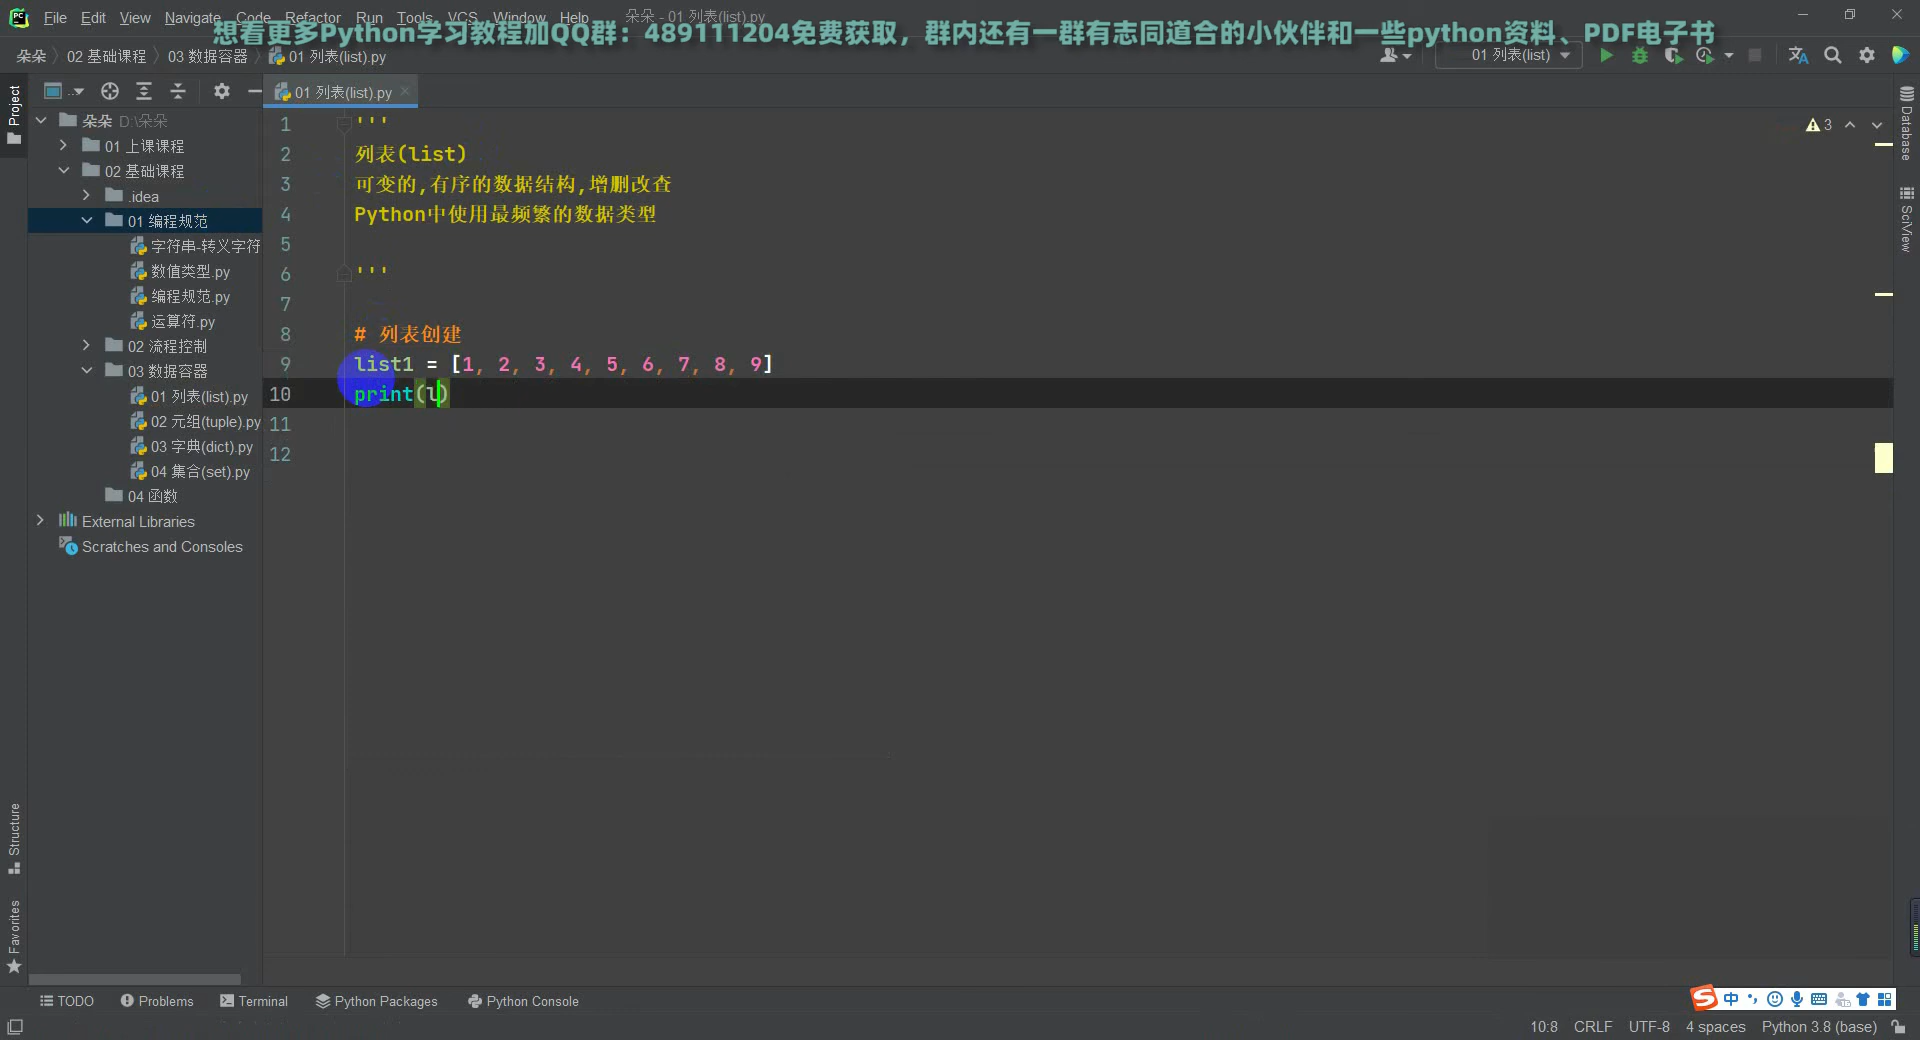 File Edit View Navigate Code Refactor Run Tools VCS Window Help 朵朵 - 01 列表(list).py
想看更多Python学习教程加QQ群：489111204免费获取，群内还有一群有志同道合的小伙伴和一些python资料、PDF电子书
朵朵 02 基础课程 03 数据容器 01 列表(list).py
01 列表(list)
Project
01 列表(list).py
朵朵 D:\朵朵
01 上课课程
02 基础课程
.idea
01 编程规范
字符串-转义字符
数值类型.py
编程规范.py
运算符.py
02 流程控制
03 数据容器
01 列表(list).py
02 元组(tuple).py
03 字典(dict).py
04 集合(set).py
04 函数
External Libraries
Scratches and Consoles
1 '''
2 列表(list)
3 可变的,有序的数据结构,增删改查
4 Python中使用最频繁的数据类型
5
6 '''
7
8 # 列表创建
9 list1 = [1, 2, 3, 4, 5, 6, 7, 8, 9]
10 print(l)
11
12
3
Database
SciView
Structure
Favorites
TODO Problems Terminal Python Packages Python Console
中
10:8 CRLF UTF-8 4 spaces Python 3.8 (base)